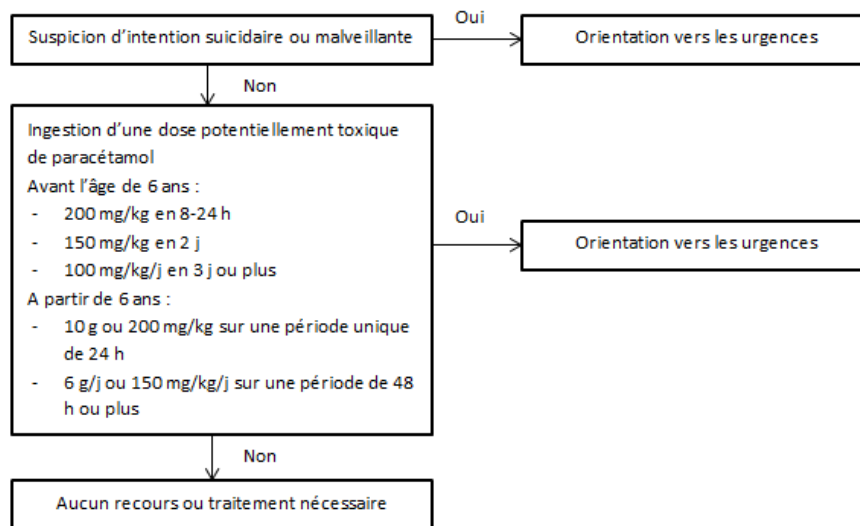 Oui
Suspicion d'intention suicidaire ou malveillante
Orientation vers les urgences
Non
Ingestion d'une dose potentiellement toxique
de paracétamol
Avant l'âge de 6 ans :
- 200 mg/kg en 8-24 h
- 150 mg/kg en 2 j
- 100 mg/kg/j en 3 j ou plus
A partir de 6 ans :
- 10 g ou 200 mg/kg sur une période unique
de 24 h
- 6 g/j ou 150 mg/kg/j sur une période de 48
h ou plus
Oui
Orientation vers les urgences
Non
Aucun recours ou traitement nécessaire